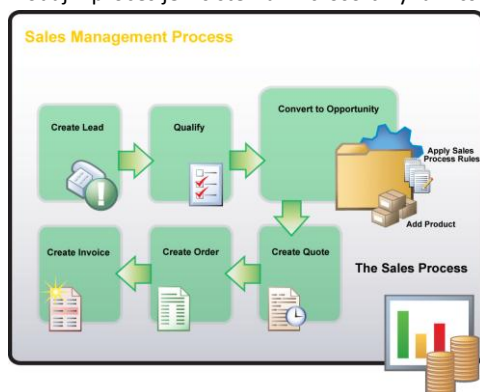 Sales Management Process
Create Lead
Qualify
Convert to Opportunity
Apply Sales
Process Rules
Add Product
Create Invoice
Create Order
Create Quote
The Sales Process